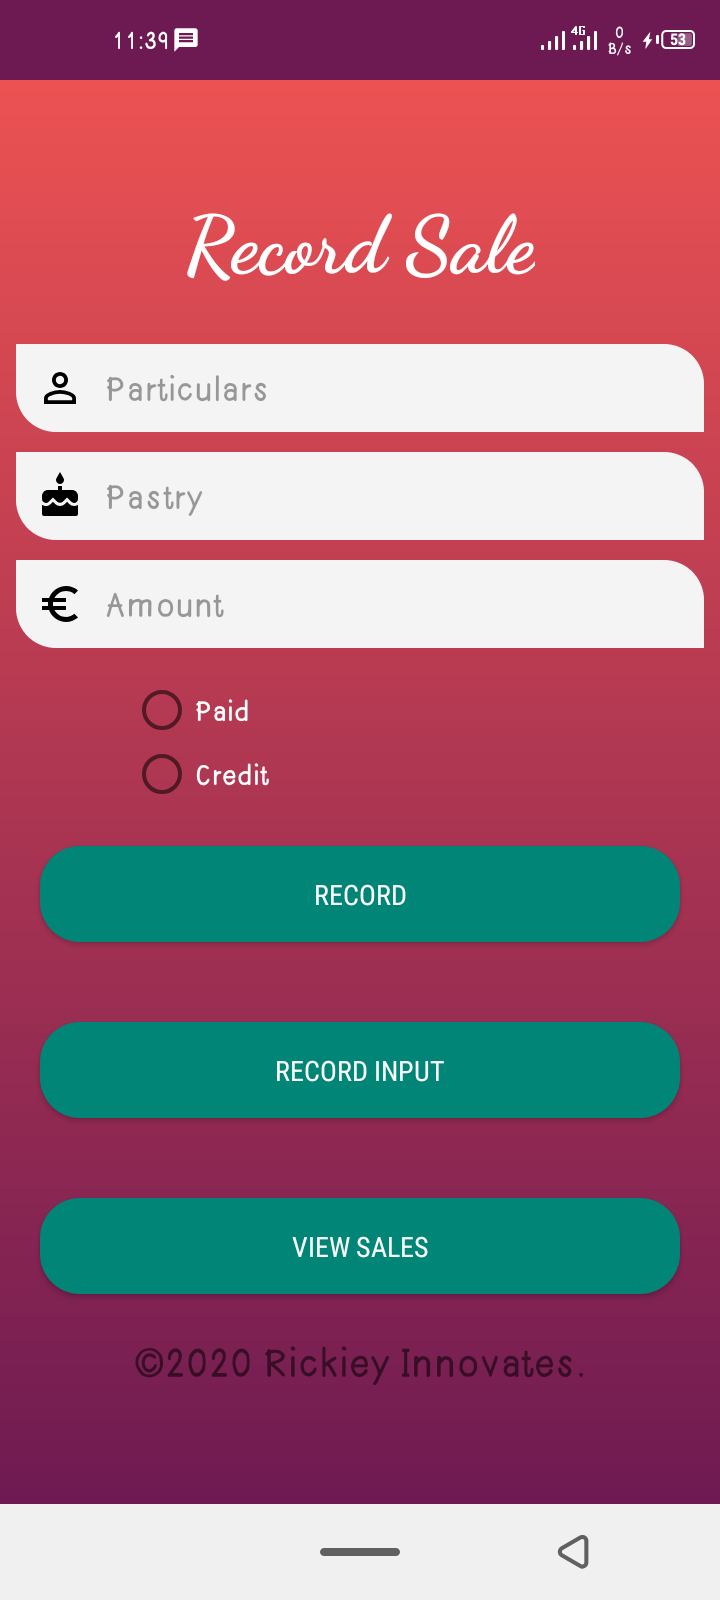 11:39
4G
0
B/s
53
Record Sale
Particulars
Pastry
Amount
Paid
Credit
RECORD
RECORD INPUT
VIEW SALES
©2020 Rickiey Innovates.